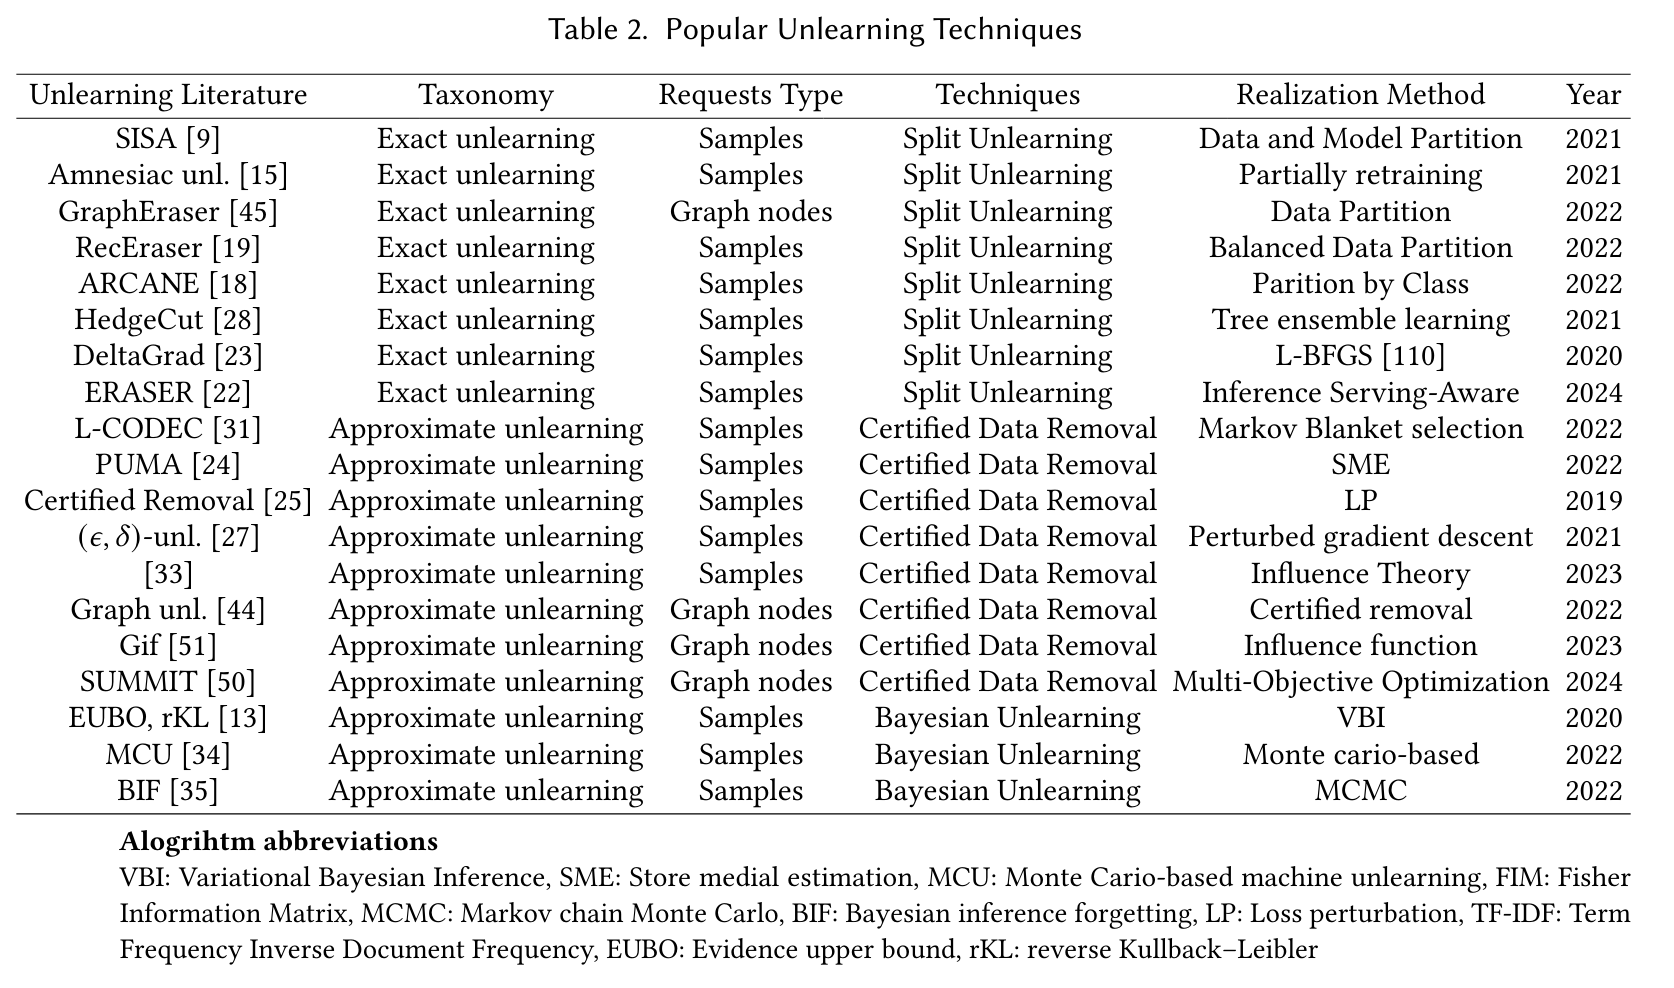 Table 2. Popular Unlearning Techniques
Unlearning Literature Taxonomy Requests Type Techniques Realization Method Year
SISA [9] Exact unlearning Samples Split Unlearning Data and Model Partition 2021
Amnesiac unl. [15] Exact unlearning Samples Split Unlearning Partially retraining 2021
GraphEraser [45] Exact unlearning Graph nodes Split Unlearning Data Partition 2022
RecEraser [19] Exact unlearning Samples Split Unlearning Balanced Data Partition 2022
ARCANE [18] Exact unlearning Samples Split Unlearning Parition by Class 2022
HedgeCut [28] Exact unlearning Samples Split Unlearning Tree ensemble learning 2021
DeltaGrad [23] Exact unlearning Samples Split Unlearning L-BFGS [110] 2020
ERASER [22] Exact unlearning Samples Split Unlearning Inference Serving-Aware 2024
L-CODEC [31] Approximate unlearning Samples Certified Data Removal Markov Blanket selection 2022
PUMA [24] Approximate unlearning Samples Certified Data Removal SME 2022
Certified Removal [25] Approximate unlearning Samples Certified Data Removal LP 2019
(ϵ, δ)-unl. [27] Approximate unlearning Samples Certified Data Removal Perturbed gradient descent 2021
[33] Approximate unlearning Samples Certified Data Removal Influence Theory 2023
Graph unl. [44] Approximate unlearning Graph nodes Certified Data Removal Certified removal 2022
Gif [51] Approximate unlearning Graph nodes Certified Data Removal Influence function 2023
SUMMIT [50] Approximate unlearning Graph nodes Certified Data Removal Multi-Objective Optimization 2024
EUBO, rKL [13] Approximate unlearning Samples Bayesian Unlearning VBI 2020
MCU [34] Approximate unlearning Samples Bayesian Unlearning Monte cario-based 2022
BIF [35] Approximate unlearning Samples Bayesian Unlearning MCMC 2022
Alogrihtm abbreviations
VBI: Variational Bayesian Inference, SME: Store medial estimation, MCU: Monte Cario-based machine unlearning, FIM: Fisher
Information Matrix, MCMC: Markov chain Monte Carlo, BIF: Bayesian inference forgetting, LP: Loss perturbation, TF-IDF: Term
Frequency Inverse Document Frequency, EUBO: Evidence upper bound, rKL: reverse Kullback–Leibler